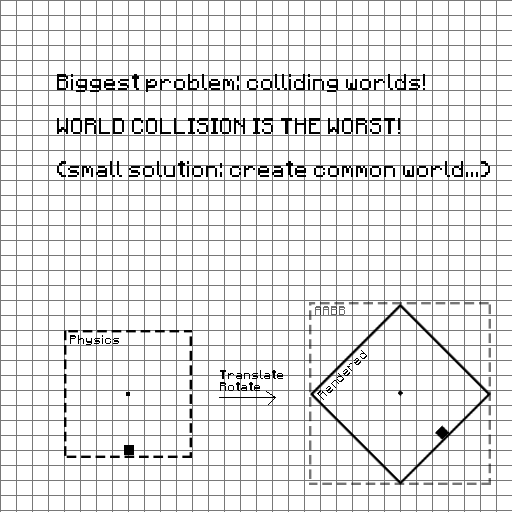 Biggest problem: colliding worlds!
WORLD COLLISION IS THE WORST!
(small solution: create common world...)
AABB
Physics
Rendered
Translate
Rotate